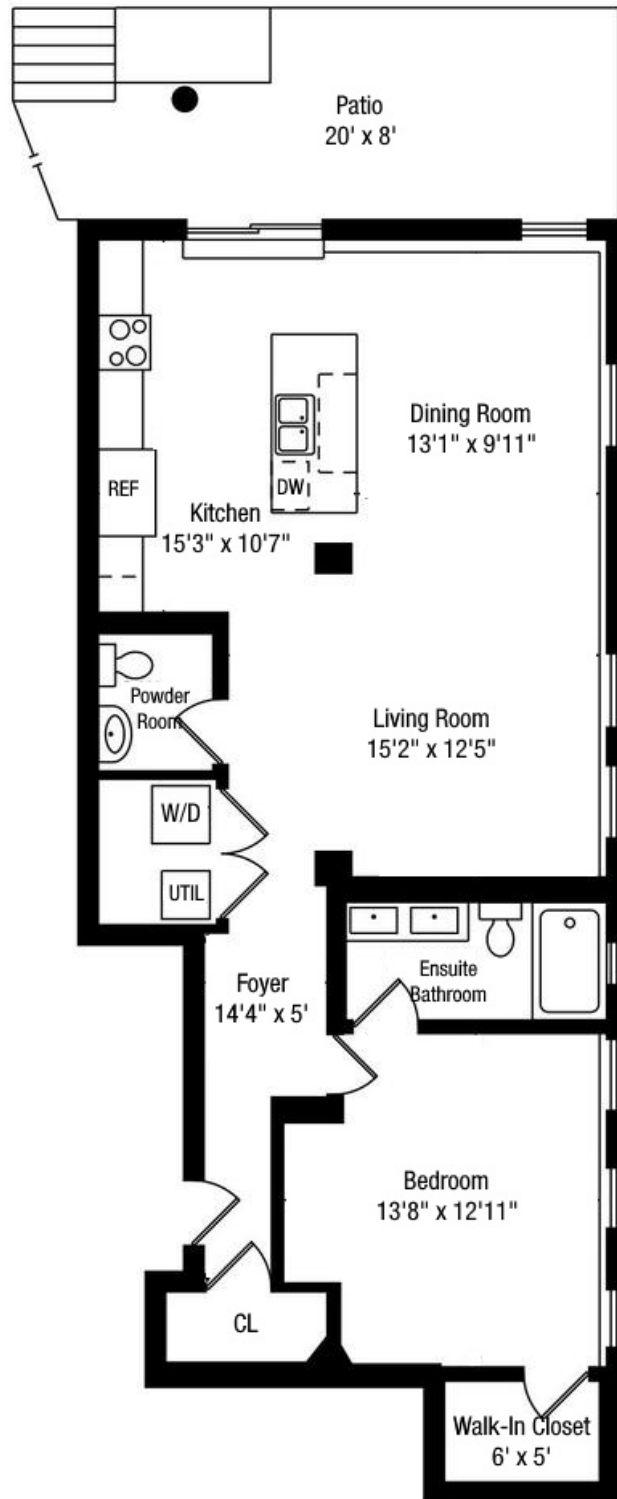 Patio
20' x 8'
Dining Room
13'1" x 9'11"
REF
DW
Kitchen
15'3" x 10'7"
Powder
Room
Living Room
15'2" x 12'5"
W/D
UTIL
Ensuite
Bathroom
Foyer
14'4" x 5'
Bedroom
13'8" x 12'11"
CL
Walk-In Closet
6' x 5'